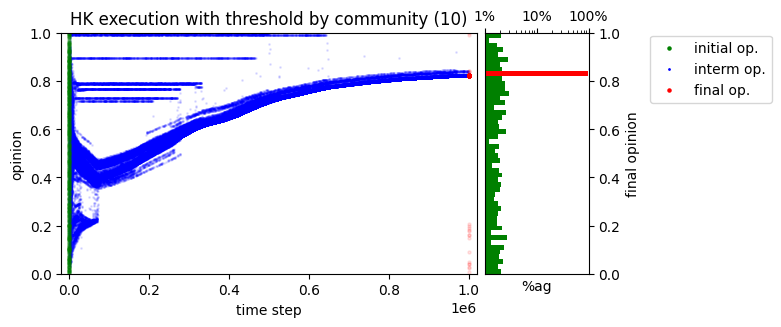 HK execution with threshold by community (10)
1% 10% 100%
1.0 1.0
0.8 0.8
0.6 0.6
0.4 0.4
0.2 0.2
0.0 0.0
opinion
final opinion
0.0 0.2 0.4 0.6 0.8 1.0
1e6
time step
%ag
initial op.
interm op.
final op.